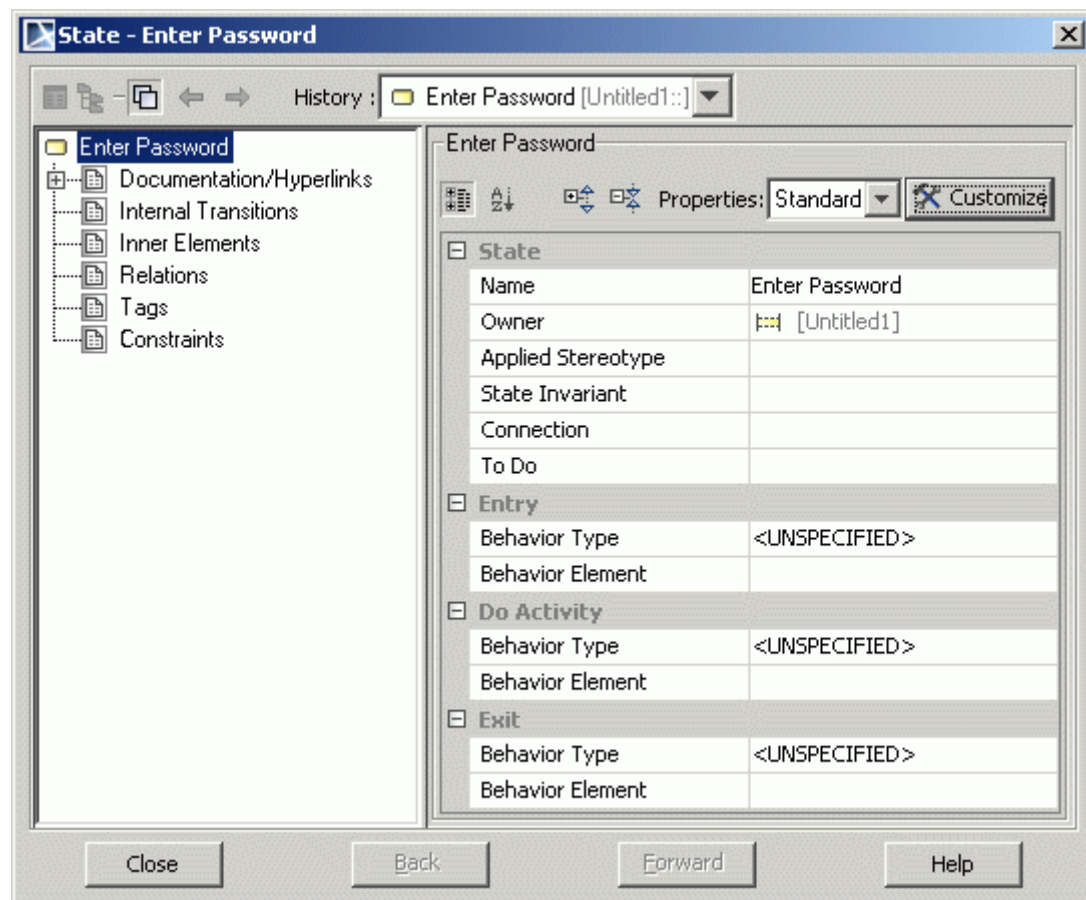 State - Enter Password
History : Enter Password [Untitled1::]
Enter Password
Documentation/Hyperlinks
Internal Transitions
Inner Elements
Relations
Tags
Constraints
Enter Password
Properties: Standard Customize
State
Name Enter Password
Owner [Untitled1]
Applied Stereotype
State Invariant
Connection
To Do
Entry
Behavior Type <UNSPECIFIED>
Behavior Element
Do Activity
Behavior Type <UNSPECIFIED>
Behavior Element
Exit
Behavior Type <UNSPECIFIED>
Behavior Element
Close Back Forward Help